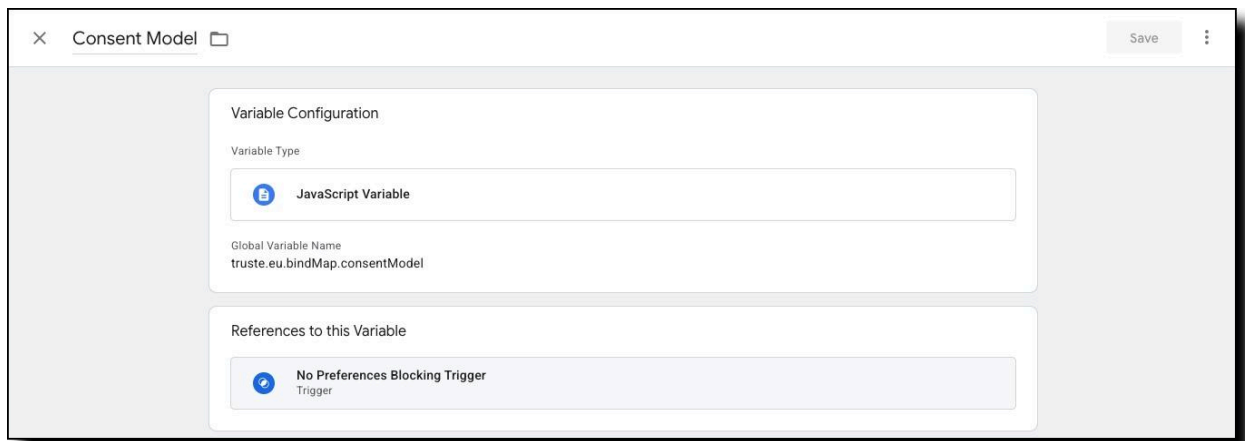 Consent Model
Save
Variable Configuration
Variable Type
JavaScript Variable
Global Variable Name
truste.eu.bindMap.consentModel
References to this Variable
No Preferences Blocking Trigger
Trigger